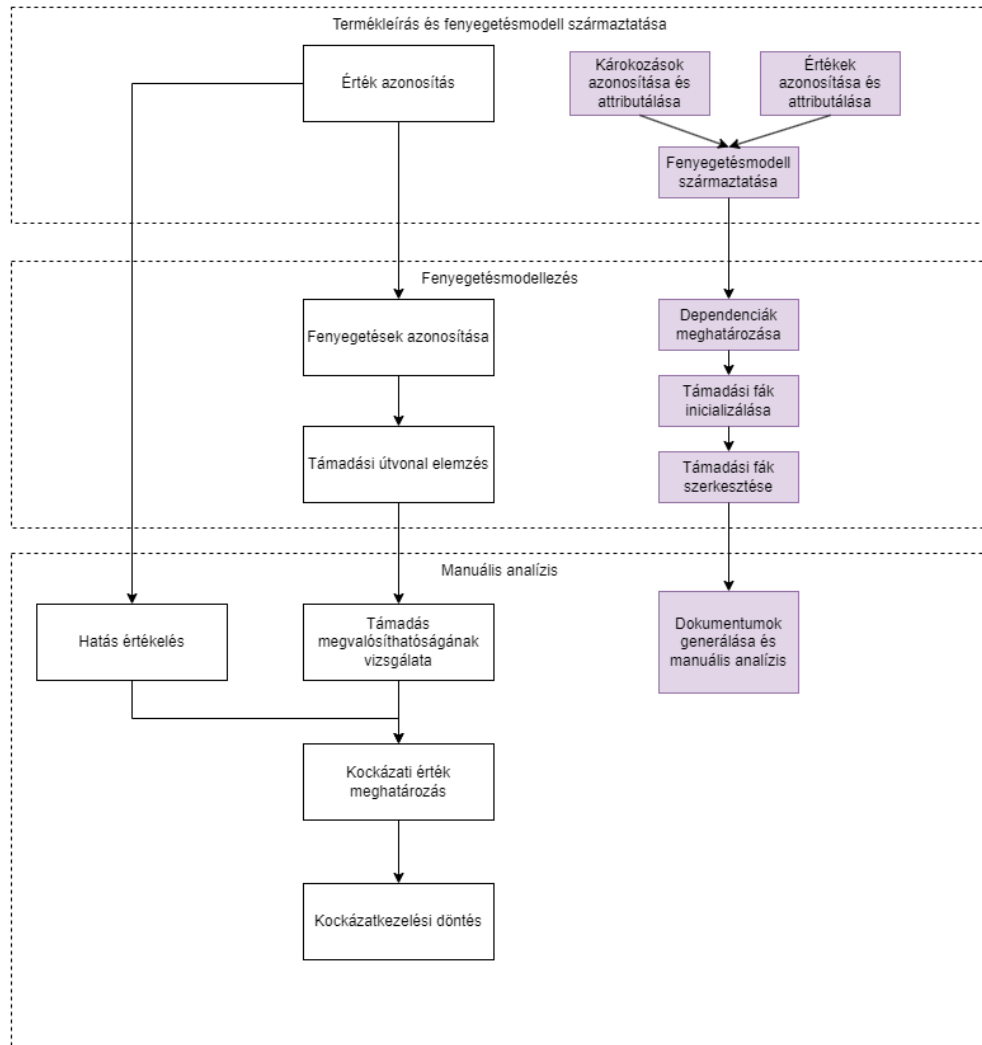 Termékleírás és fenyegetésmodell származtatása
Érték azonosítás
Károkozások
azonosítása és
attributálása
Értékek
azonosítása és
attributálása
Fenyegetésmodell
származtatása
Fenyegetésmodellezés
Fenyegetések azonosítása
Dependenciák
meghatározása
Támadási fák
inicializálása
Támadási útvonal elemzés
Támadási fák
szerkesztése
Manuális analízis
Hatás értékelés
Támadás
megvalósíthatóságának
vizsgálata
Dokumentumok
generálása és
manuális analízis
Kockázati érték
meghatározás
Kockázatkezelési döntés